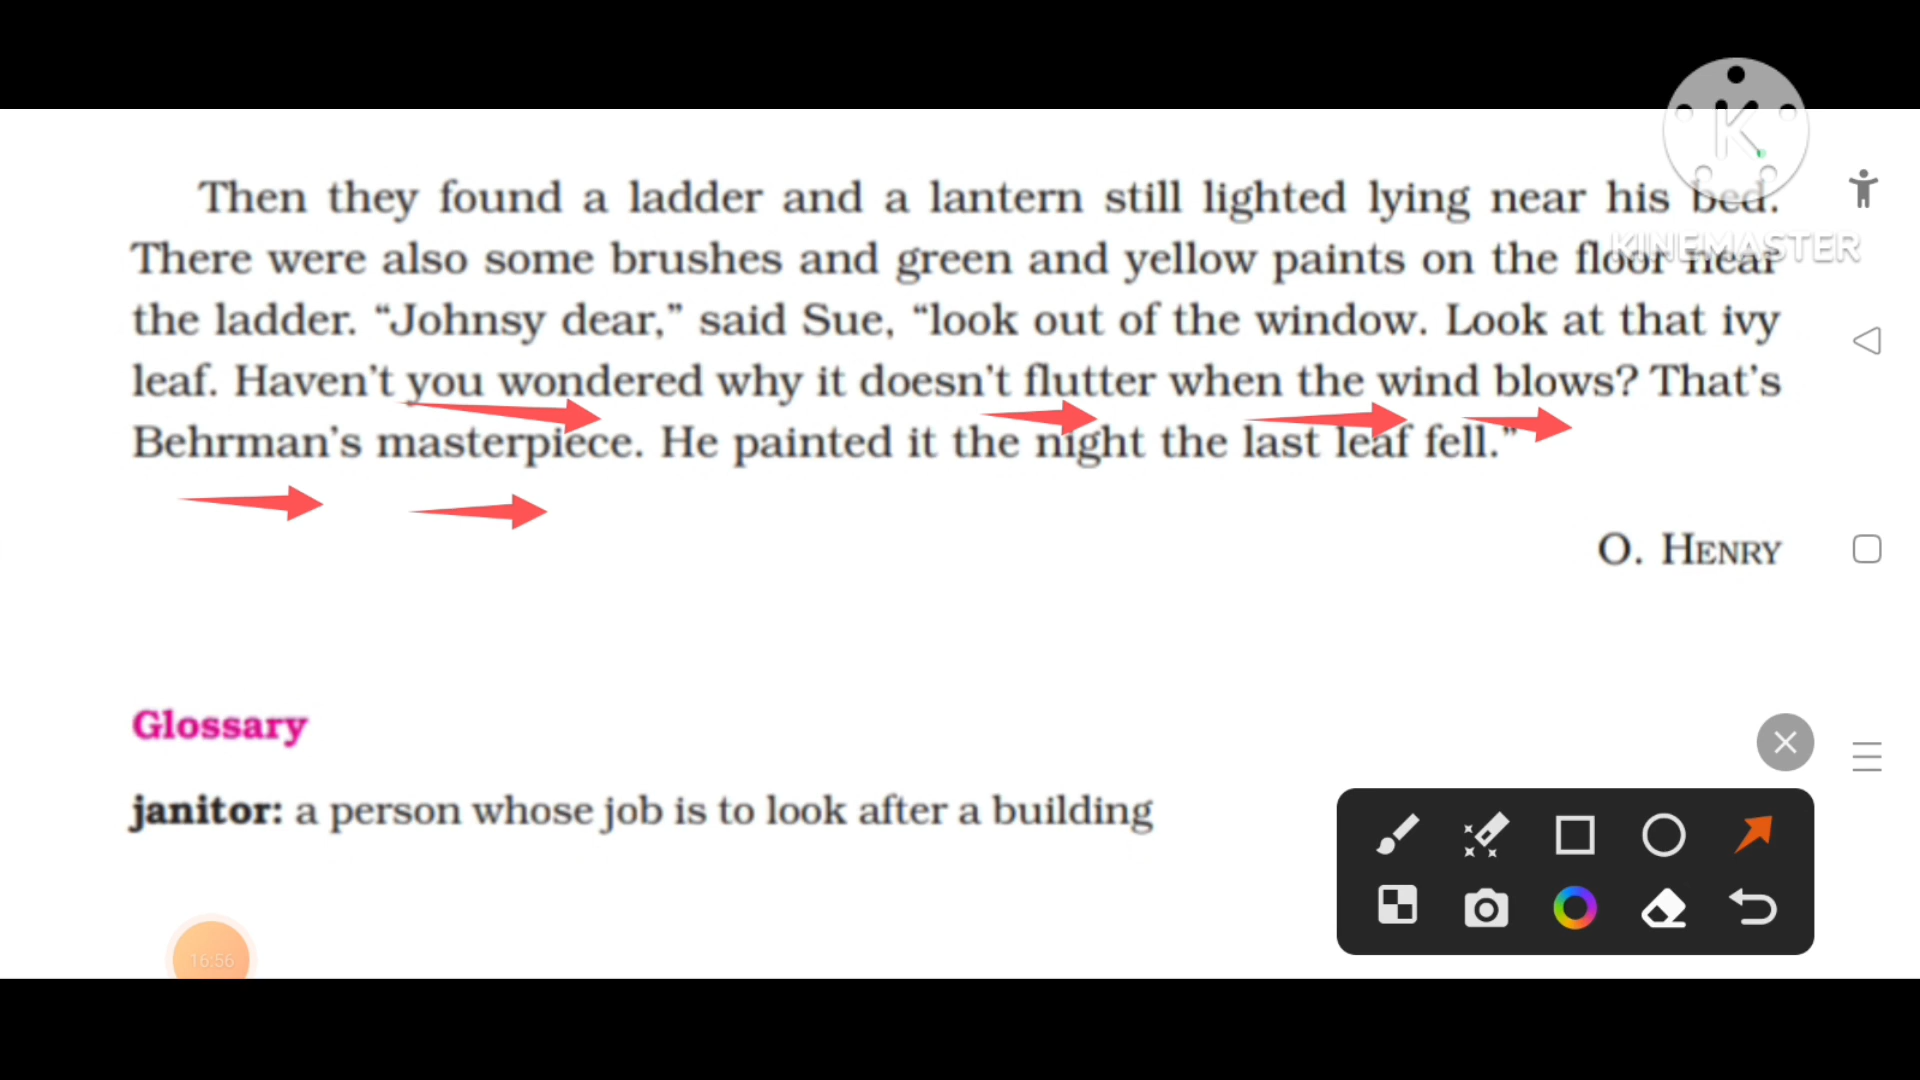 Then they found a ladder and a lantern still lighted lying near his bed.
There were also some brushes and green and yellow paints on the floor near
the ladder. “Johnsy dear,” said Sue, “look out of the window. Look at that ivy
leaf. Haven’t you wondered why it doesn’t flutter when the wind blows? That’s
Behrman’s masterpiece. He painted it the night the last leaf fell.”
O. HENRY
Glossary
janitor: a person whose job is to look after a building
K
KINEMASTER
16:56